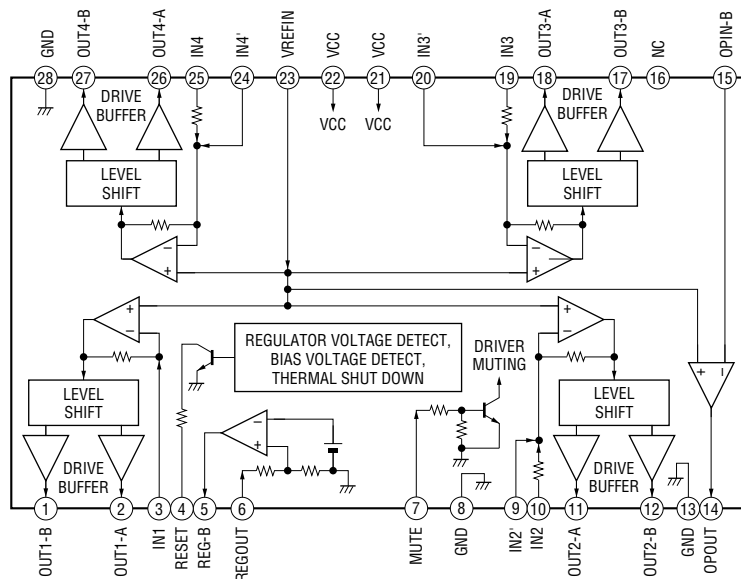 GND
OUT4-B
OUT4-A
IN4
IN4'
VREFIN
VCC
VCC
IN3'
IN3
OUT3-A
OUT3-B
NC
OPIN-B
28
27
26
25
24
23
22
21
20
19
18
17
16
15
DRIVE
BUFFER
VCC
VCC
DRIVE
BUFFER
LEVEL
SHIFT
LEVEL
SHIFT
−
+
−
+
+
−
+
−
REGULATOR VOLTAGE DETECT,
BIAS VOLTAGE DETECT,
THERMAL SHUT DOWN
DRIVER
MUTING
+
−
LEVEL
SHIFT
−
+
LEVEL
SHIFT
DRIVE
BUFFER
DRIVE
BUFFER
1
2
3
4
5
6
7
8
9
10
11
12
13
14
OUT1-B
OUT1-A
IN1
RESET
REG-B
REGOUT
MUTE
GND
IN2'
IN2
OUT2-A
OUT2-B
GND
OPOUT